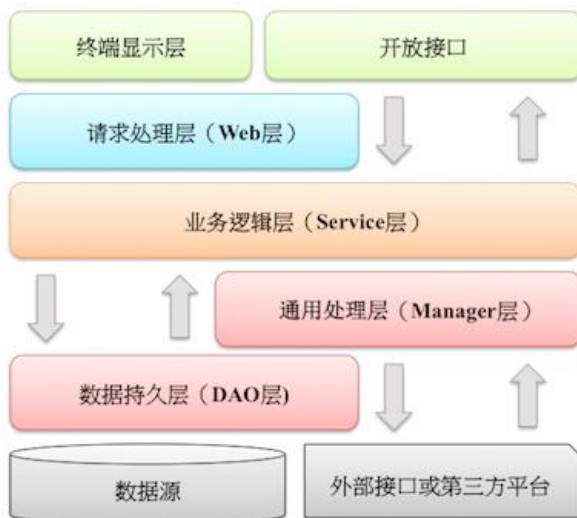 终端显示层
开放接口
请求处理层（Web层）
业务逻辑层（Service层）
通用处理层（Manager层）
数据持久层（DAO层)
数据源
外部接口或第三方平台